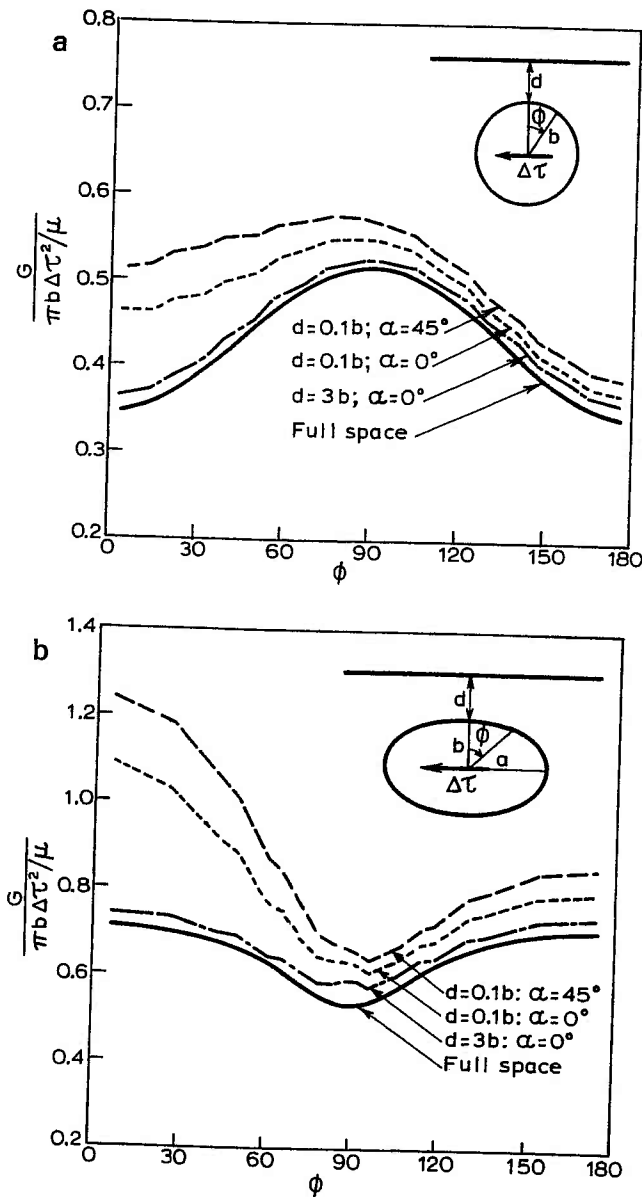 a
0.8
0.7
0.6
0.5
0.4
0.3
0.2
G
πbΔτ²/μ
d
ϕ
b
Δτ
d=0.1b; α=45°
d=0.1b; α=0°
d=3b; α=0°
Full space
0 30 60 90 120 150 180
ϕ
b
1.4
1.2
1.0
0.8
0.6
0.4
0.2
G
πbΔτ²/μ
d
b
ϕ
a
Δτ
d=0.1b: α=45°
d=0.1b: α=0°
d=3b: α=0°
Full space
0 30 60 90 120 150 180
ϕ